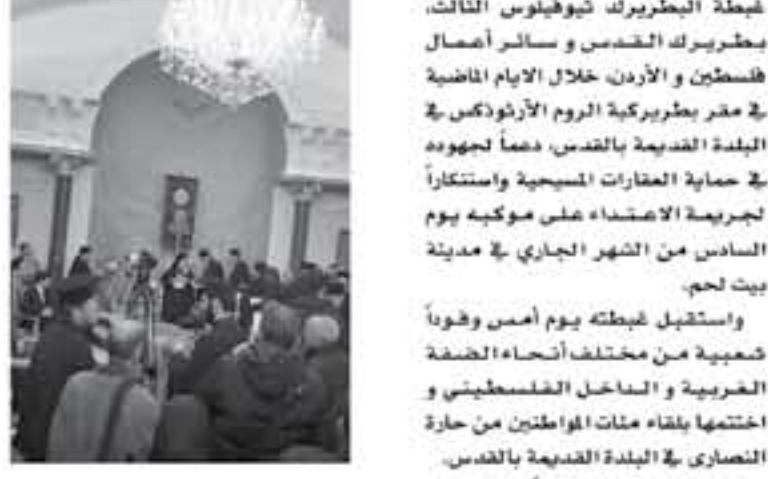 غبطة البطريرك ثيوفيلوس الثالث،
بطريرك القدس و سائر أعمال
فلسطين و الأردن، خلال الايام الماضية
في مقر بطريركية الروم الأرثوذكس في
البلدة القديمة بالقدس، دعماً لجهوده
في حماية العقارات المسيحية واستنكاراً
لجريمة الاعتداء على موكبه يوم
السادس من الشهر الجاري في مدينة
بيت لحم.
واستقبل غبطته يوم أمس وفوداً
شعبية من مختلف أنحاء الضفة
الغربية و الداخل الفلسطيني و
اختتمها بلقاء مئات المواطنين من حارة
النصارى في البلدة القديمة بالقدس.